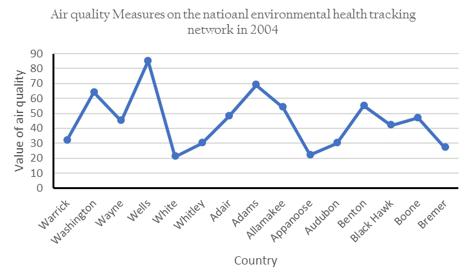 Air quality Measures on the natioanl environmental health tracking
network in 2004
Value of air quality
90
80
70
60
50
40
30
20
10
0
Warrick
Washington
Wayne
Wells
White
Whitley
Adair
Adams
Allamakee
Appanoose
Audubon
Benton
Black Hawk
Boone
Bremer
Country